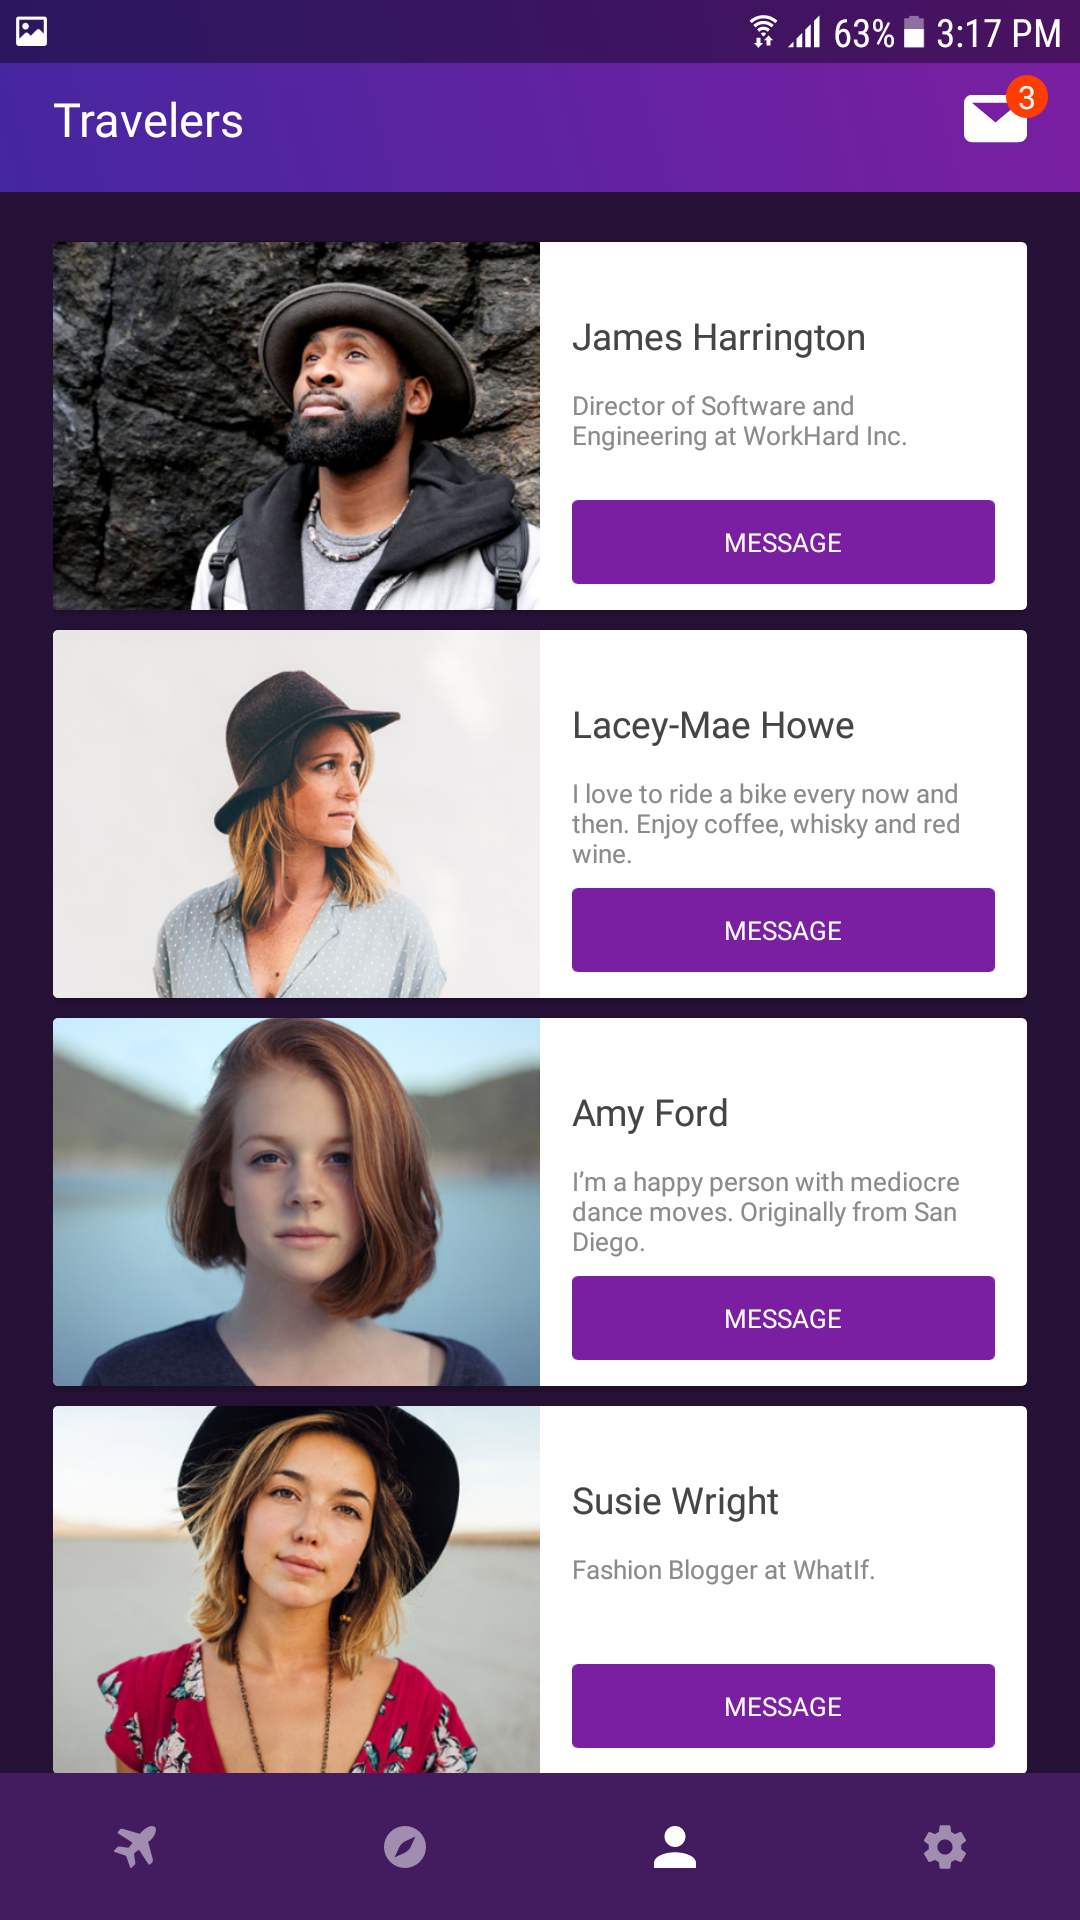 63% 3:17 PM
Travelers
3
James Harrington
Director of Software and
Engineering at WorkHard Inc.
MESSAGE
Lacey-Mae Howe
I love to ride a bike every now and
then. Enjoy coffee, whisky and red
wine.
MESSAGE
Amy Ford
I’m a happy person with mediocre
dance moves. Originally from San
Diego.
MESSAGE
Susie Wright
Fashion Blogger at WhatIf.
MESSAGE